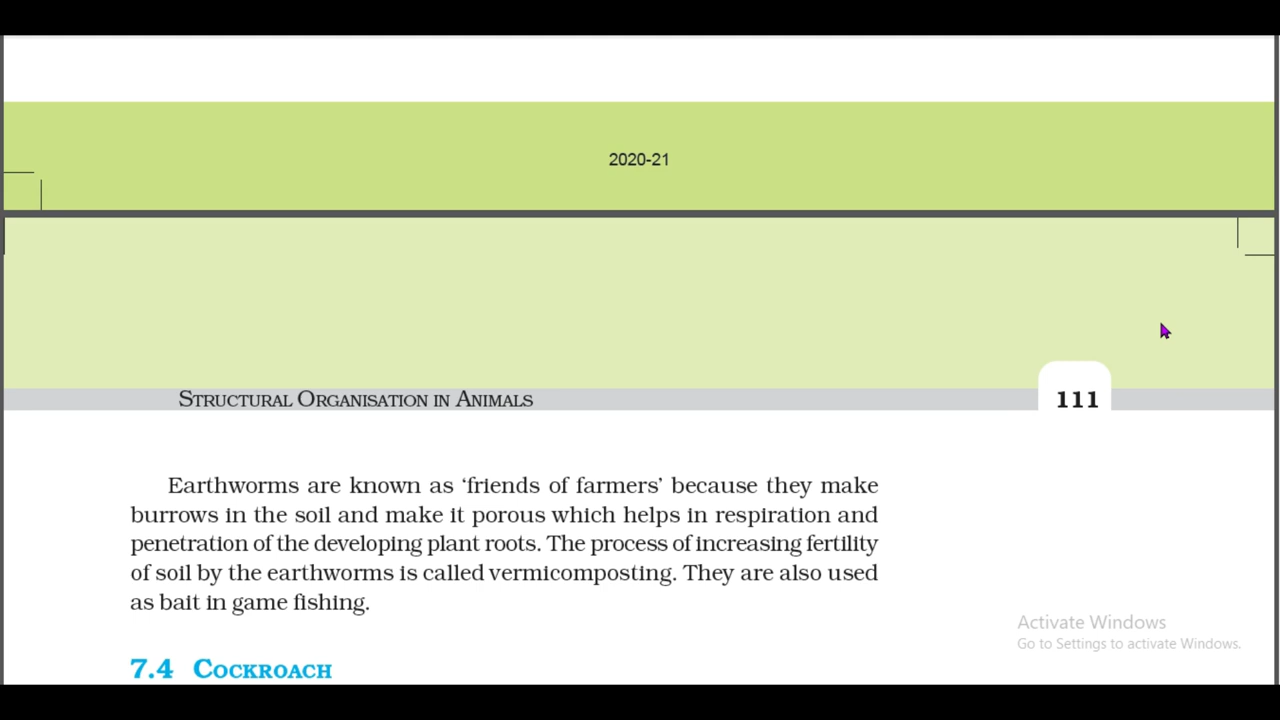 2020-21
STRUCTURAL ORGANISATION IN ANIMALS
111
Earthworms are known as ‘friends of farmers’ because they make
burrows in the soil and make it porous which helps in respiration and
penetration of the developing plant roots. The process of increasing fertility
of soil by the earthworms is called vermicomposting. They are also used
as bait in game fishing.
Activate Windows
Go to Settings to activate Windows.
7.4 COCKROACH